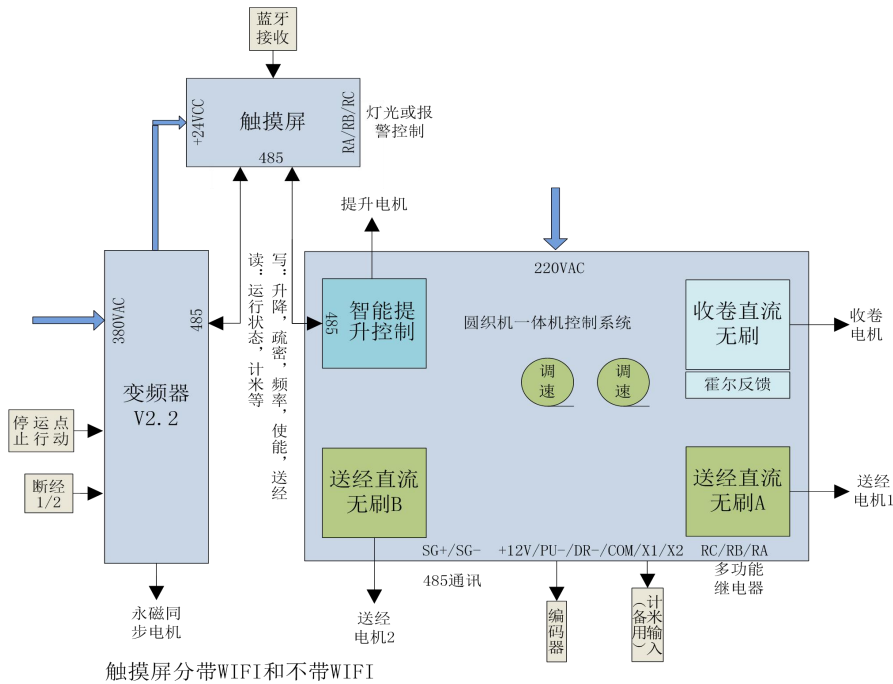 蓝牙
接收
+24VCC
触摸屏
485
RA/RB/RC
灯光或报
警控制
提升电机
写：升降，疏密，频率，使能，送经
读：运行状态，计米等
220VAC
380VAC
485
变频器
V2.2
485
智能提
升控制
圆织机一体机控制系统
收卷直流
无刷
霍尔反馈
收卷
电机
调
速
调
速
停运点
止行动
断经
1/2
送经直流
无刷B
送经直流
无刷A
送经
电机1
SG+/SG-
+12V/PU-/DR-/COM/X1/X2
RC/RB/RA
485通讯
多功能
继电器
永磁同
步电机
送经
电机2
编码器
计米输入
（备用）
触摸屏分带WIFI和不带WIFI